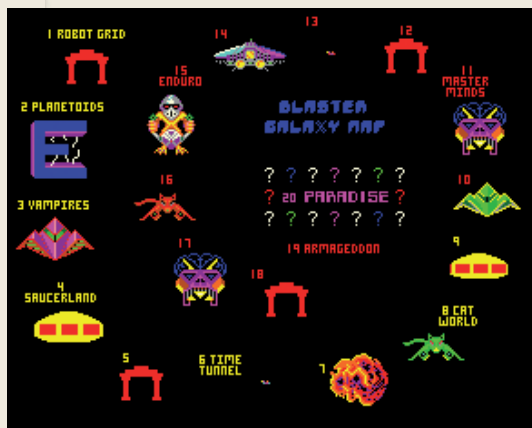 1 ROBOT GRID
14
13
12
15
ENDURO
11
MASTER
MINDS
2 PLANETOIDS
BLASTER
GALAXY MAP
16
? ? ? ? ? ? ?
? 20 PARADISE ?
? ? ? ? ? ? ?
10
3 VAMPIRES
17
19 ARMAGEDDON
9
18
4
SAUCERLAND
8 CAT
WORLD
5
6 TIME
TUNNEL
7